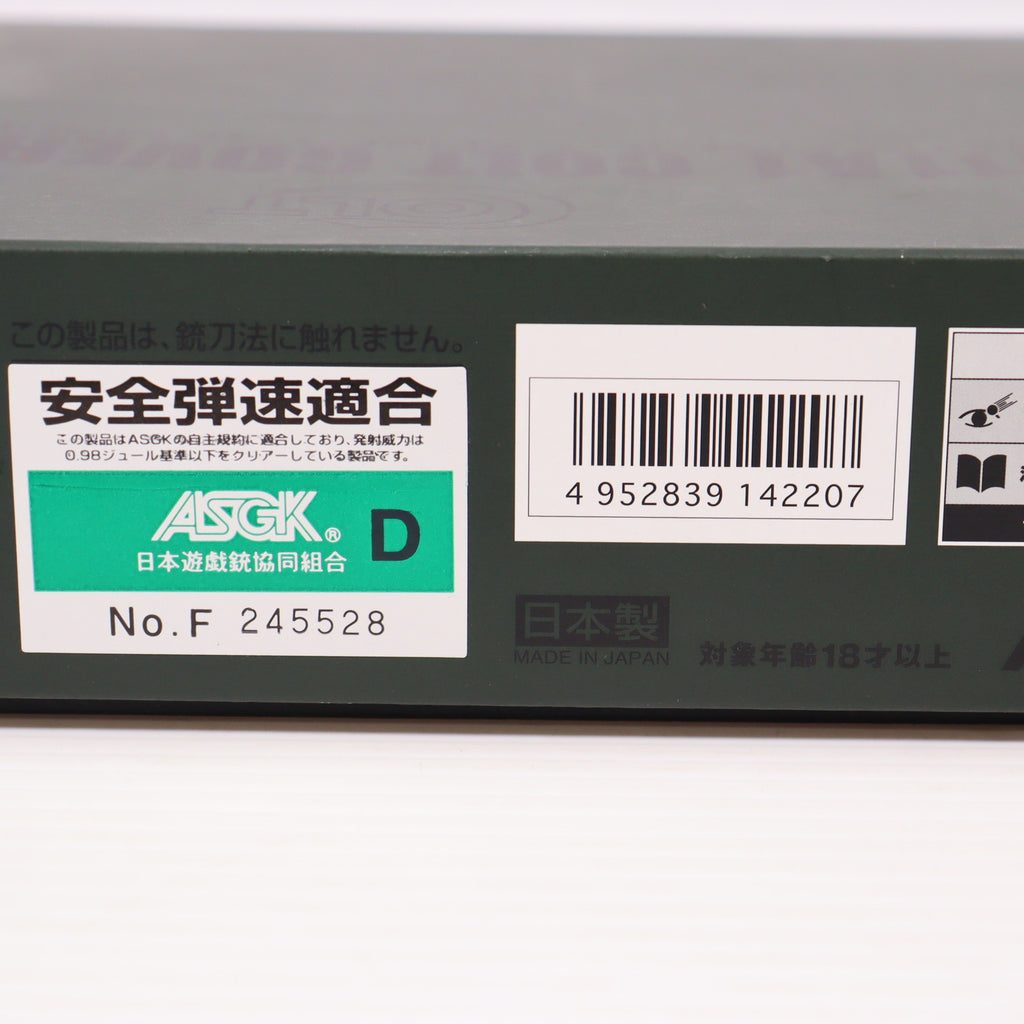 COLT
この製品は、銃刀法に触れません。
安全弾速適合
この製品はASGKの自主規約に適合しており、発射威力は
0.98ジュール基準以下をクリアーしている製品です。
ASGK®
D
日本遊戯銃協同組合
No.F 245528
4 952839 142207
日本製
MADE IN JAPAN
対象年齢18才以上